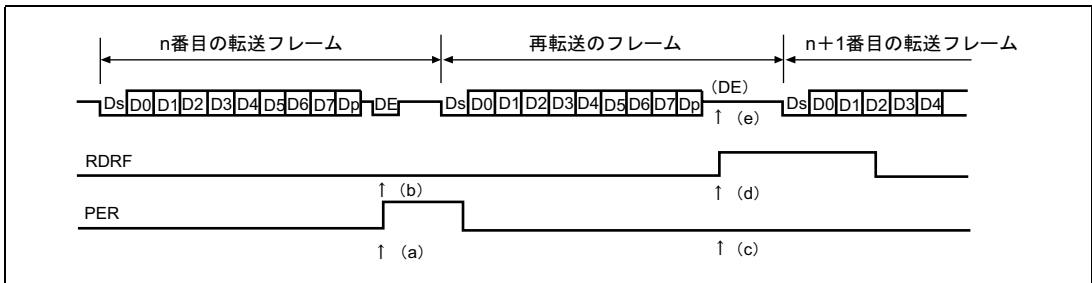 n番目の転送フレーム 再転送のフレーム n＋1番目の転送フレーム
Ds D0 D1 D2 D3 D4 D5 D6 D7 Dp DE Ds D0 D1 D2 D3 D4 D5 D6 D7 Dp （DE） Ds D0 D1 D2 D3 D4
↑ （e）
RDRF
↑ （b） ↑ （d）
PER
↑ （a） ↑ （c）